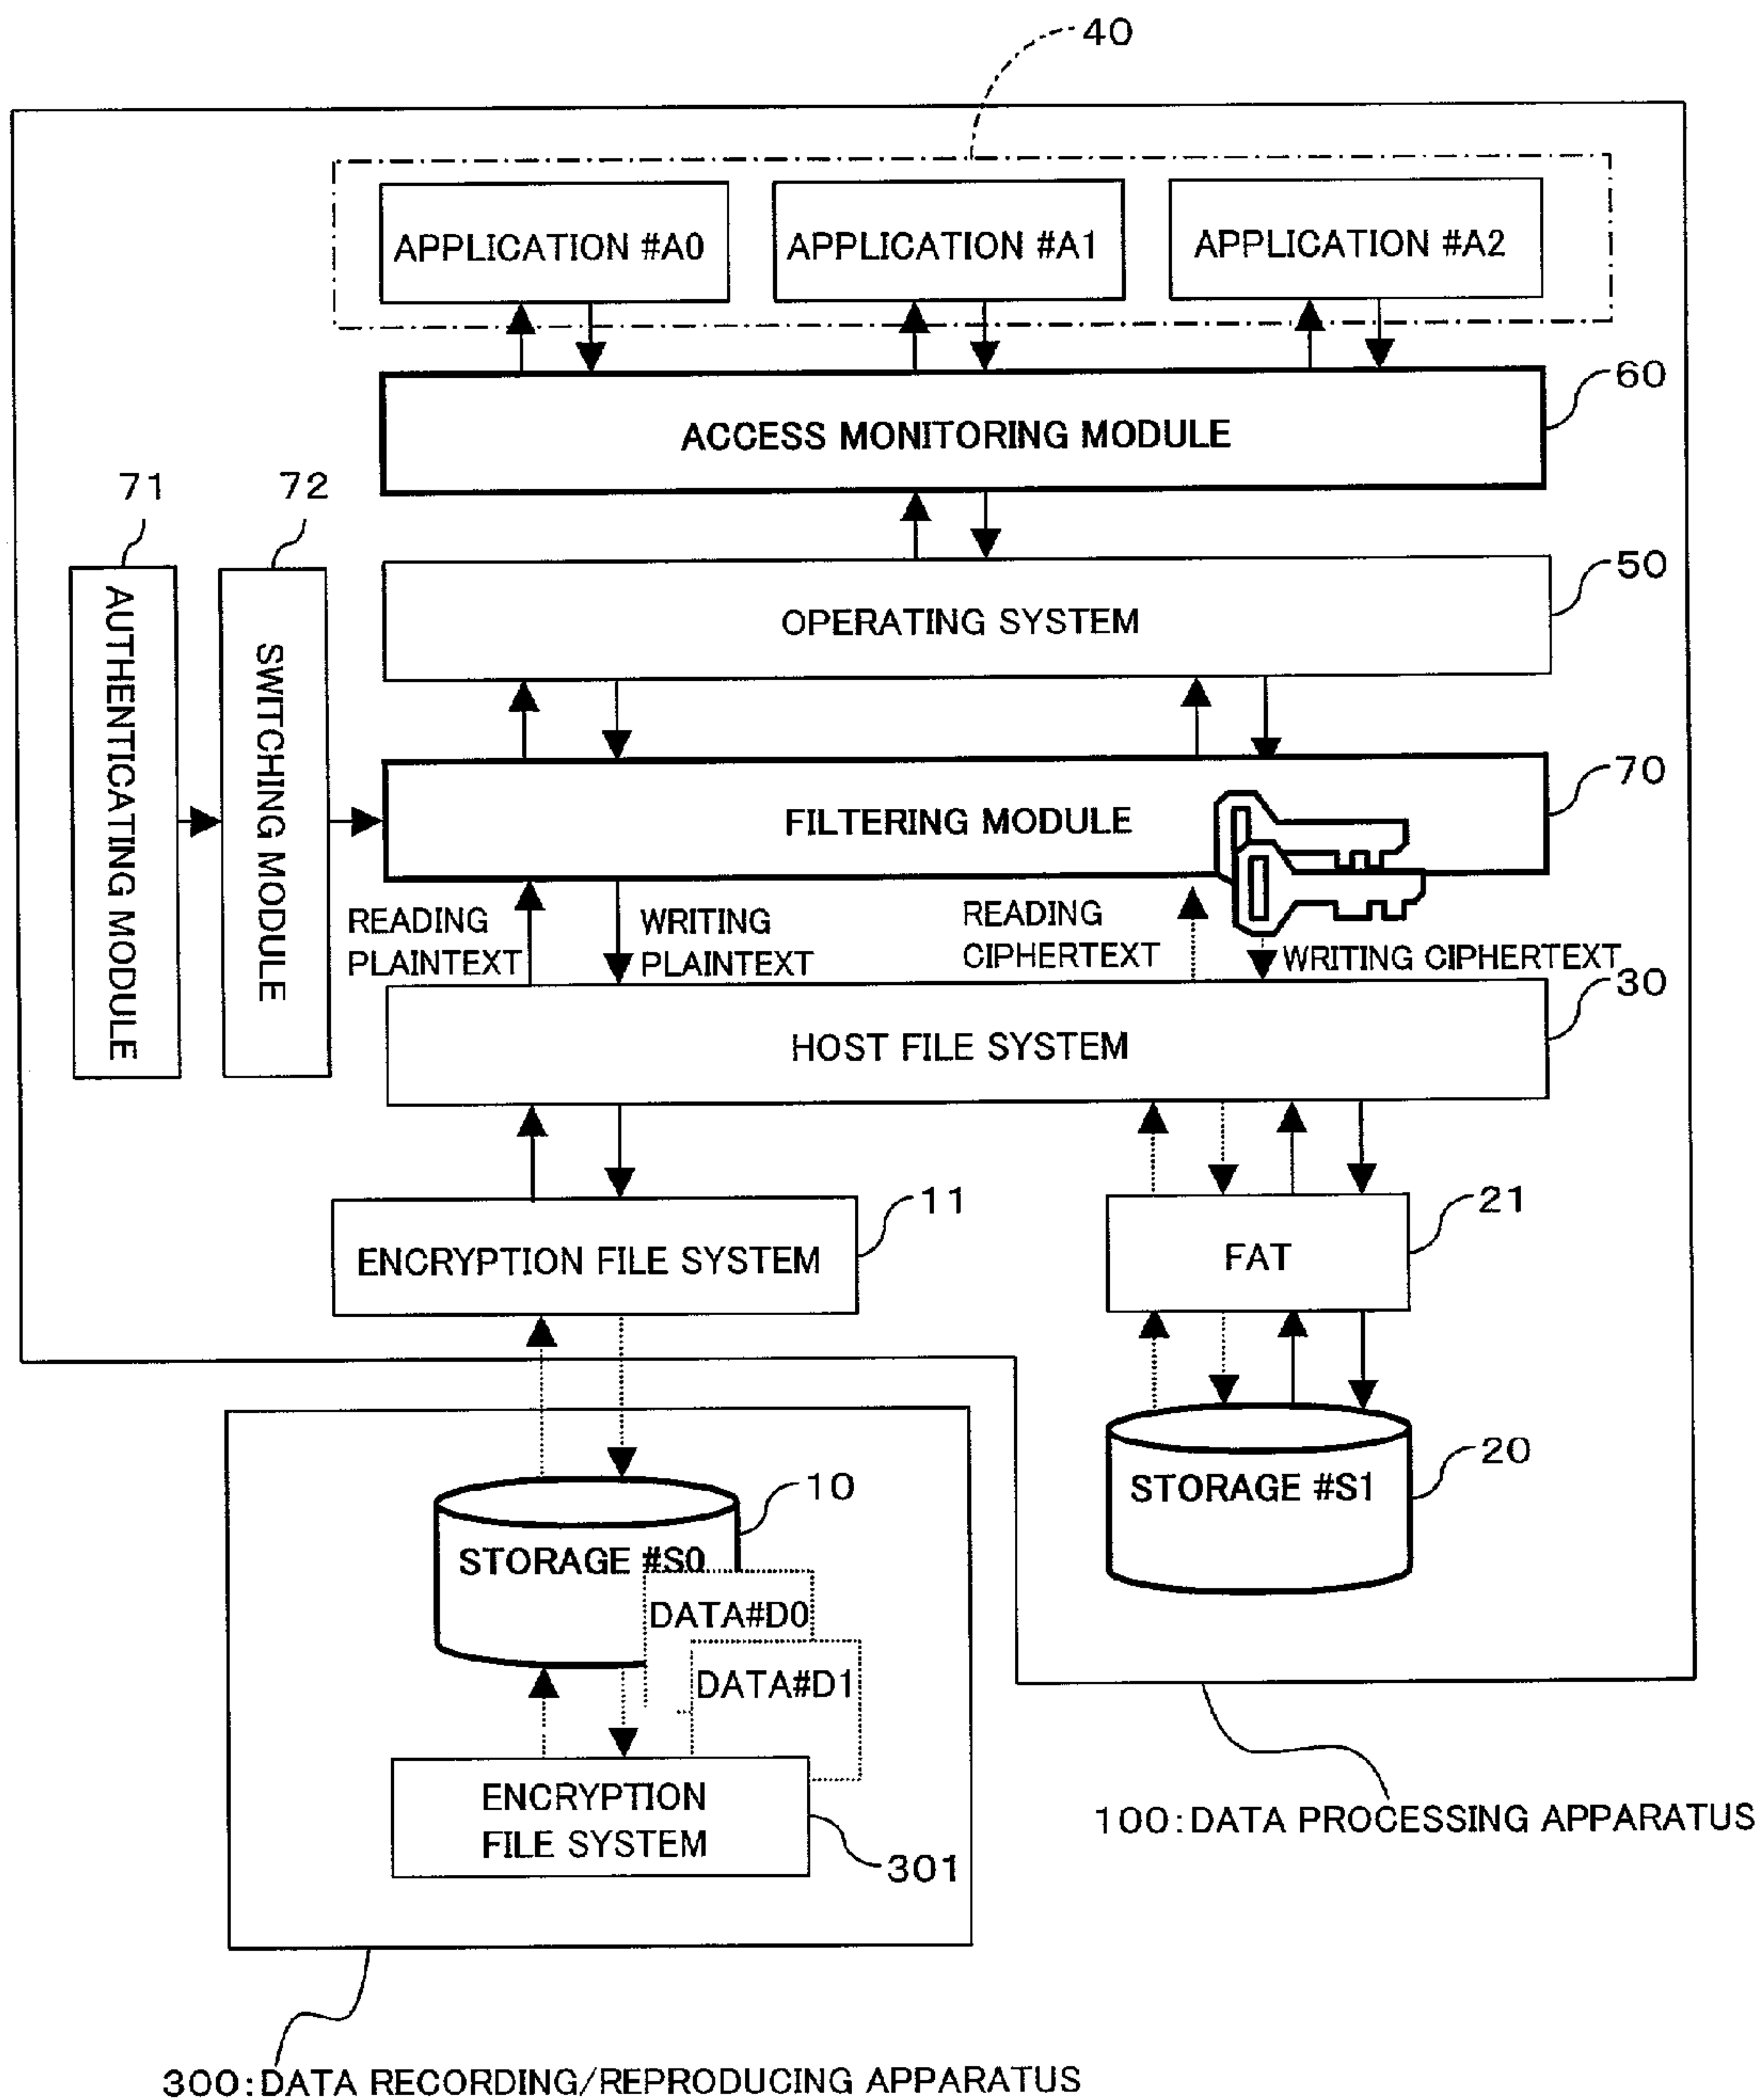 40
APPLICATION #A0
APPLICATION #A1
APPLICATION #A2
60
ACCESS MONITORING MODULE
71
72
50
AUTHENTICATING MODULE
SWITCHING MODULE
OPERATING SYSTEM
70
FILTERING MODULE
READING
PLAINTEXT
WRITING
PLAINTEXT
READING
CIPHERTEXT
WRITING CIPHERTEXT
30
HOST FILE SYSTEM
11
ENCRYPTION FILE SYSTEM
21
FAT
10
STORAGE #S0
20
STORAGE #S1
DATA#D0
DATA#D1
ENCRYPTION
FILE SYSTEM
301
100:DATA PROCESSING APPARATUS
300:DATA RECORDING/REPRODUCING APPARATUS